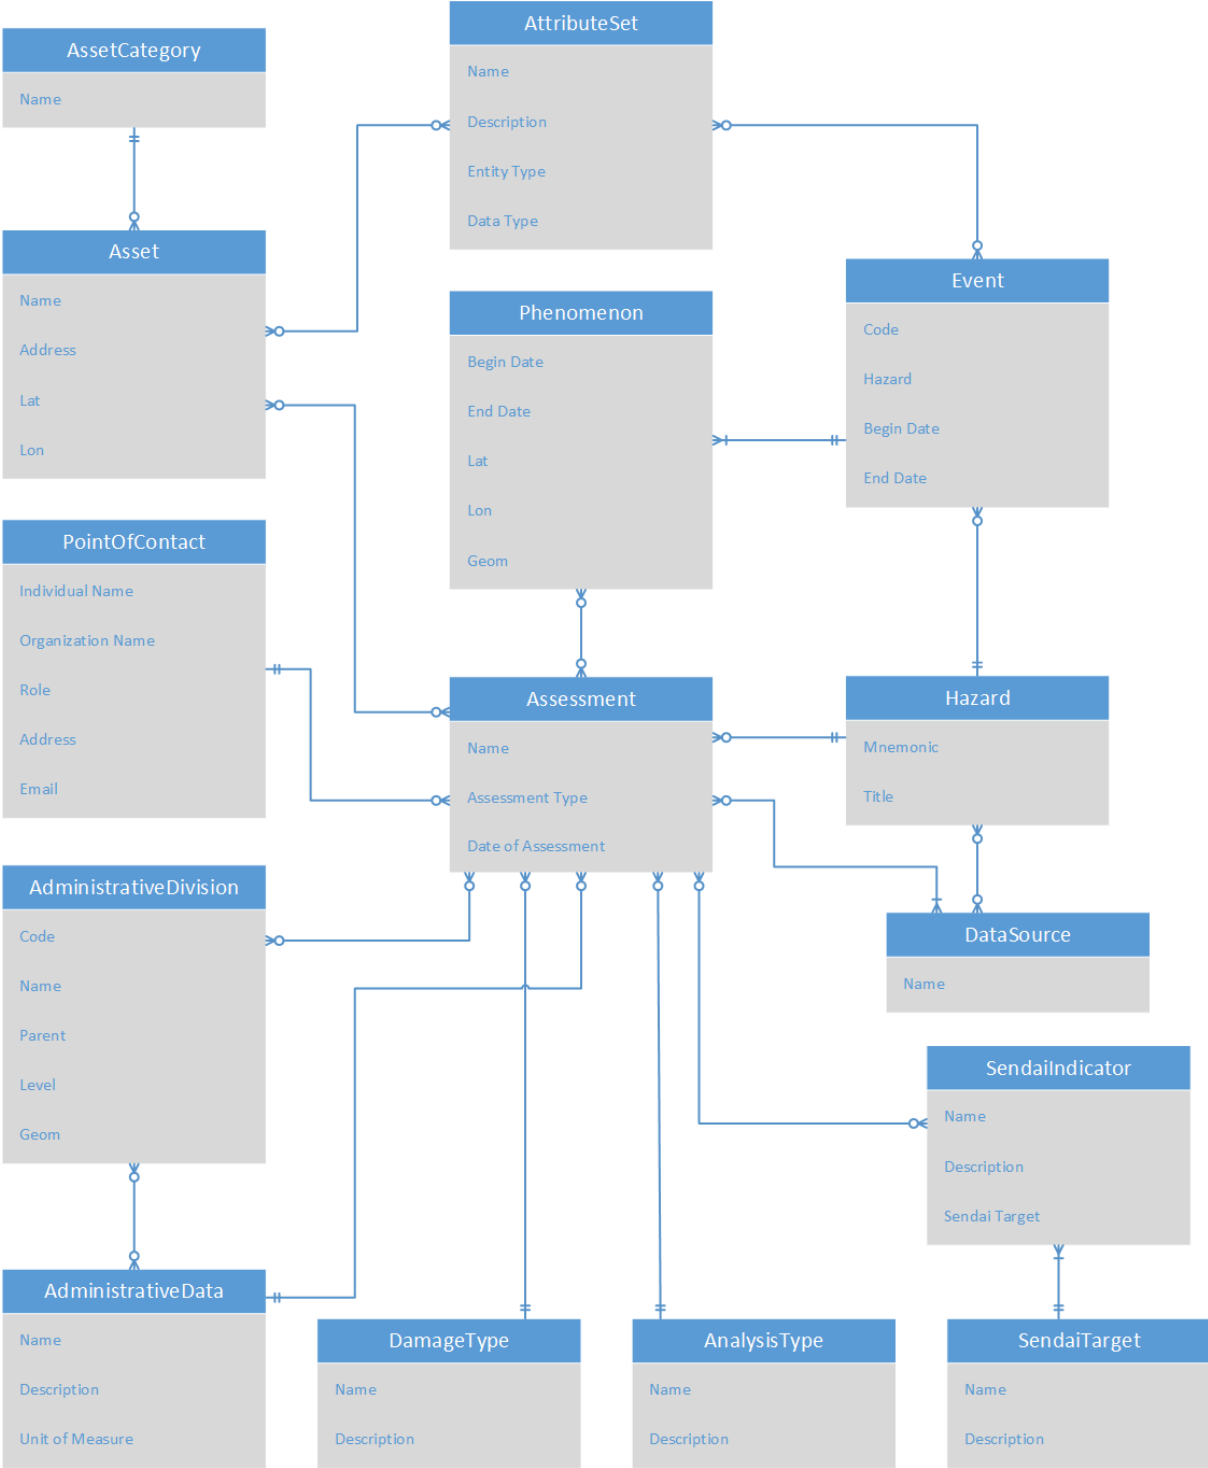 AssetCategory
Name
AttributeSet
Name
Description
Entity Type
Data Type
Asset
Name
Address
Lat
Lon
Phenomenon
Begin Date
End Date
Lat
Lon
Geom
Event
Code
Hazard
Begin Date
End Date
PointOfContact
Individual Name
Organization Name
Role
Address
Email
Assessment
Name
Assessment Type
Date of Assessment
Hazard
Mnemonic
Title
AdministrativeDivision
Code
Name
Parent
Level
Geom
DataSource
Name
SendaiIndicator
Name
Description
Sendai Target
AdministrativeData
Name
Description
Unit of Measure
DamageType
Name
Description
AnalysisType
Name
Description
SendaiTarget
Name
Description